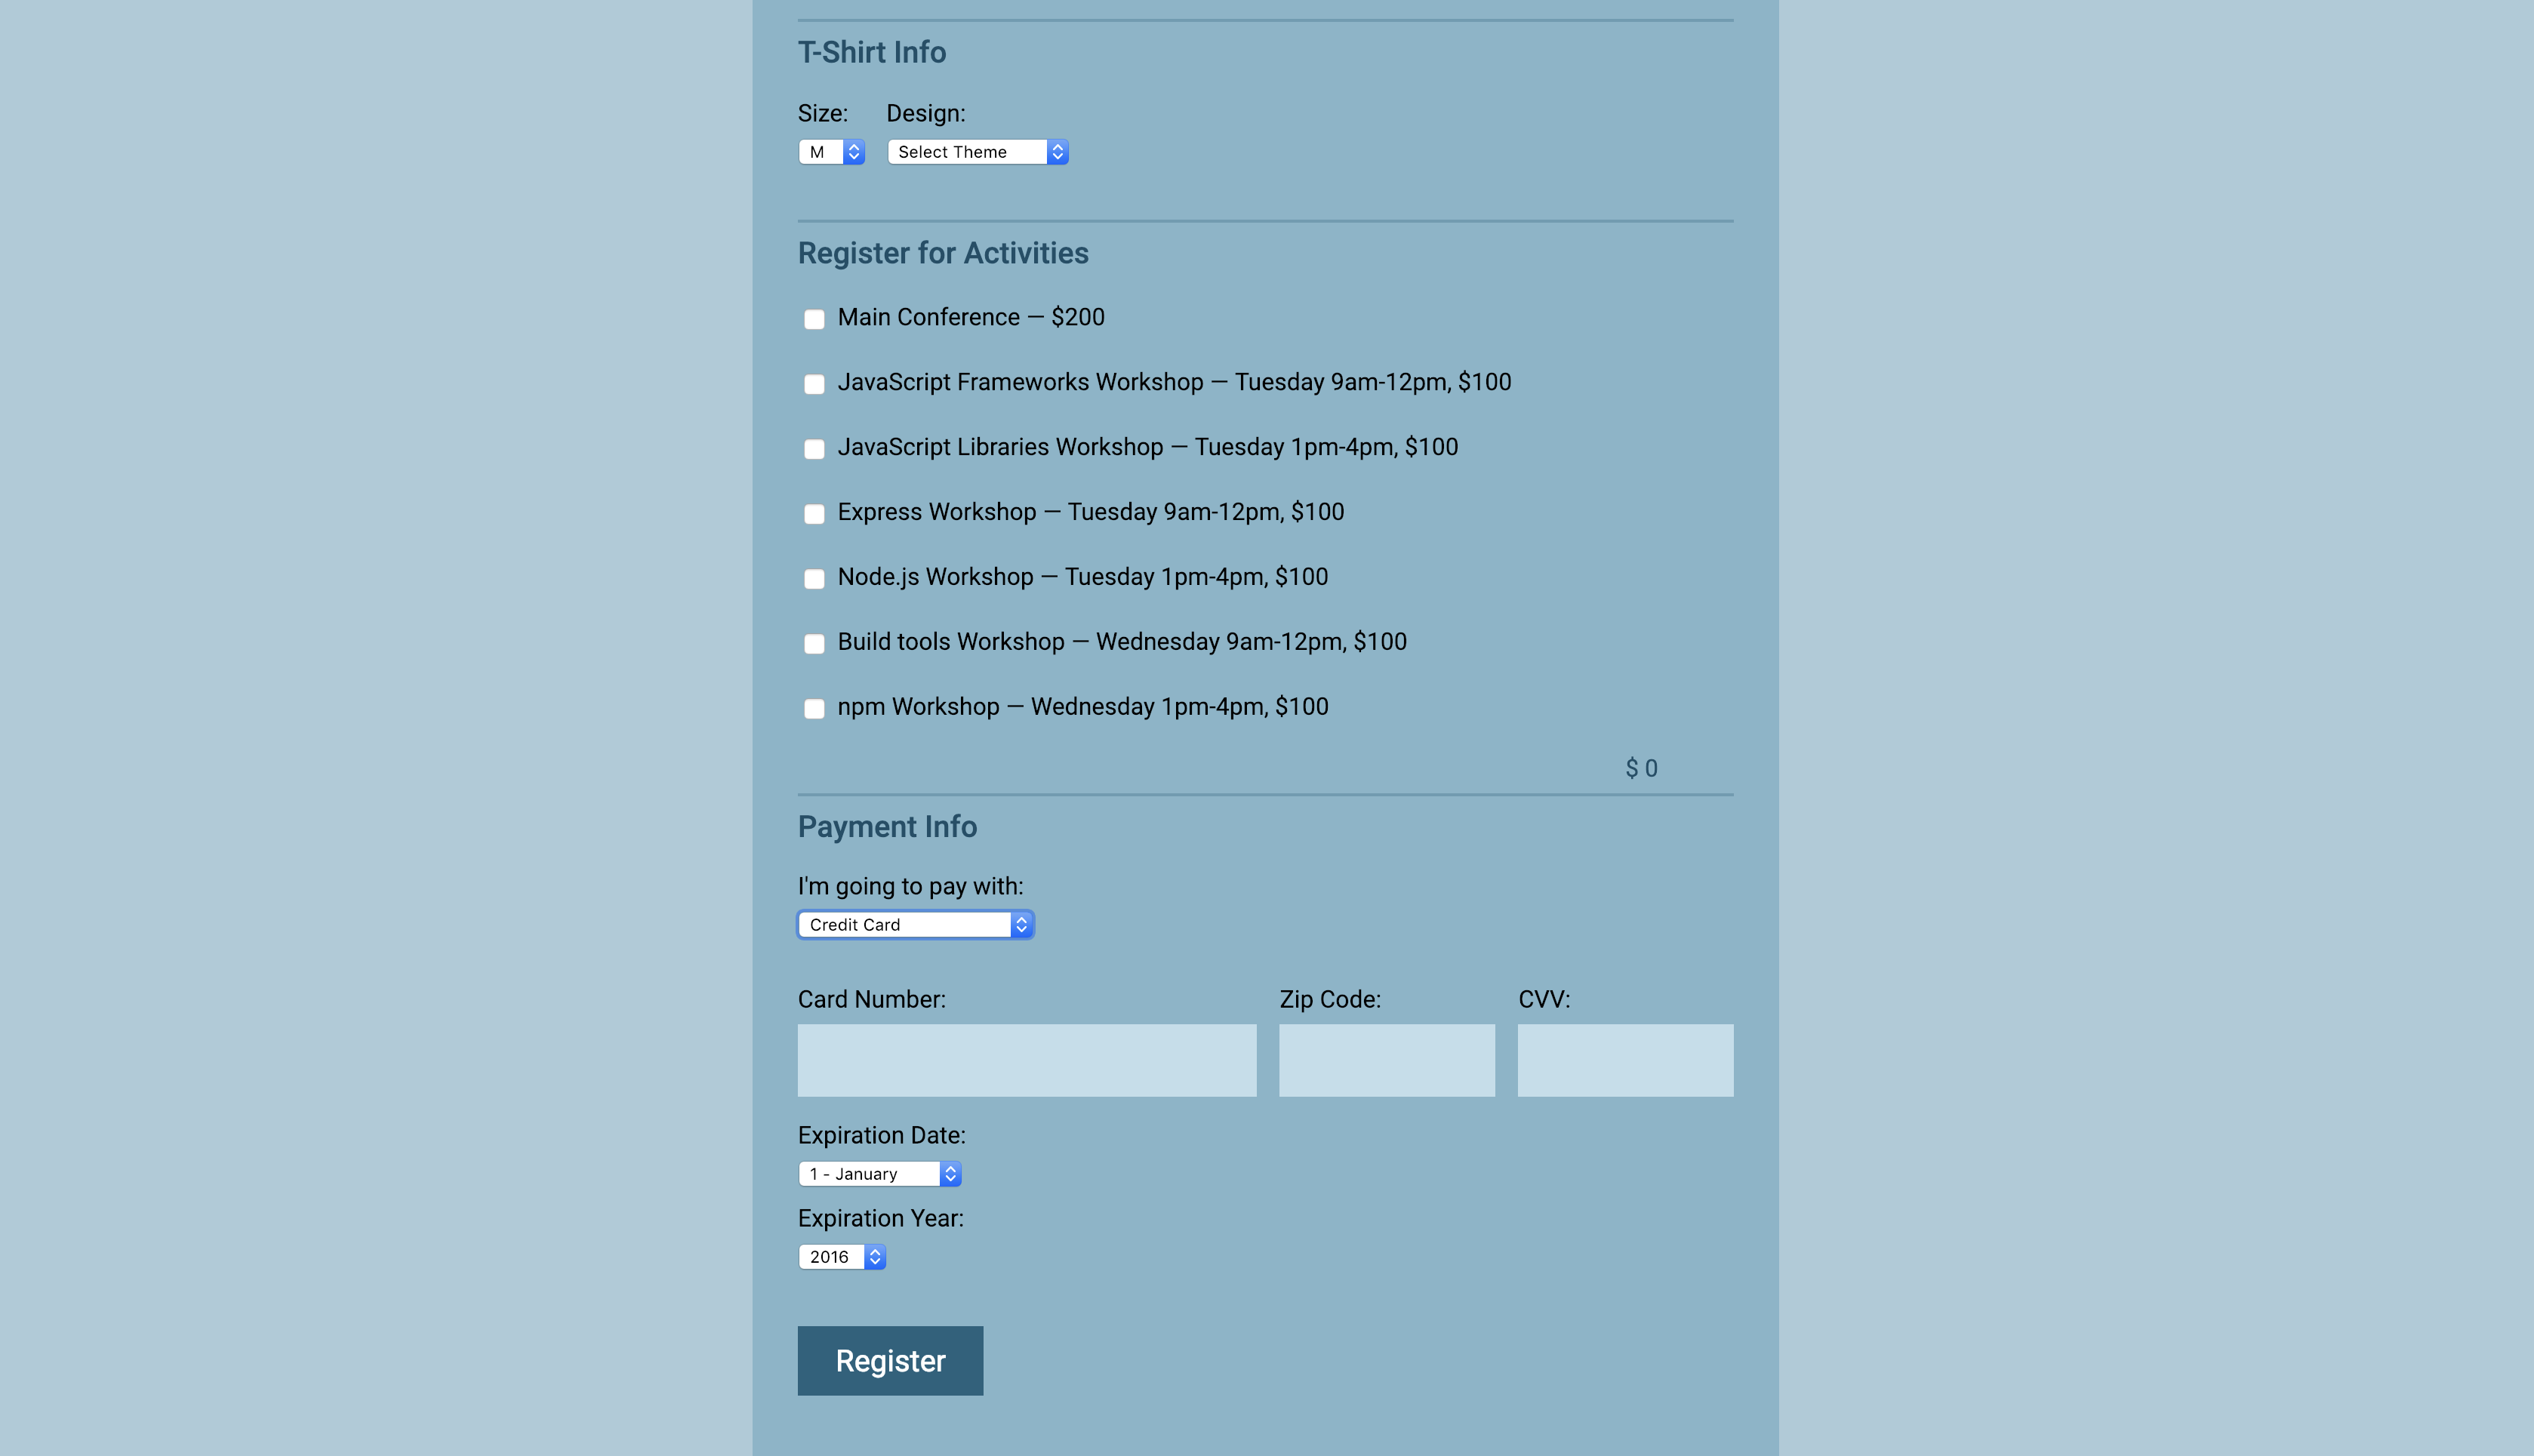 T-Shirt Info
Size: Design:
M Select Theme
Register for Activities
Main Conference — $200
JavaScript Frameworks Workshop — Tuesday 9am-12pm, $100
JavaScript Libraries Workshop — Tuesday 1pm-4pm, $100
Express Workshop — Tuesday 9am-12pm, $100
Node.js Workshop — Tuesday 1pm-4pm, $100
Build tools Workshop — Wednesday 9am-12pm, $100
npm Workshop — Wednesday 1pm-4pm, $100
$ 0
Payment Info
I'm going to pay with:
Credit Card
Card Number: Zip Code: CVV:
Expiration Date:
1 - January
Expiration Year:
2016
Register